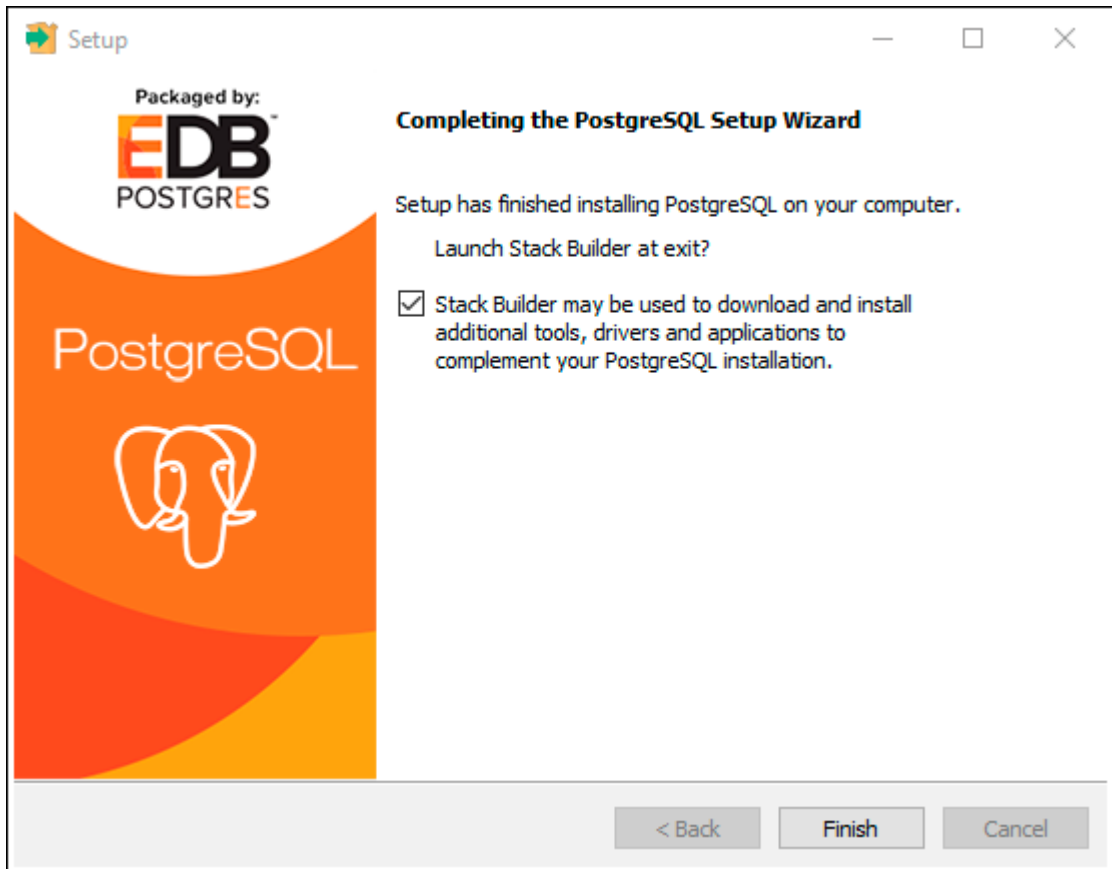 Setup
Packaged by:
EDB™
POSTGRES
PostgreSQL
Completing the PostgreSQL Setup Wizard
Setup has finished installing PostgreSQL on your computer.
Launch Stack Builder at exit?
Stack Builder may be used to download and install
additional tools, drivers and applications to
complement your PostgreSQL installation.
< Back
Finish
Cancel